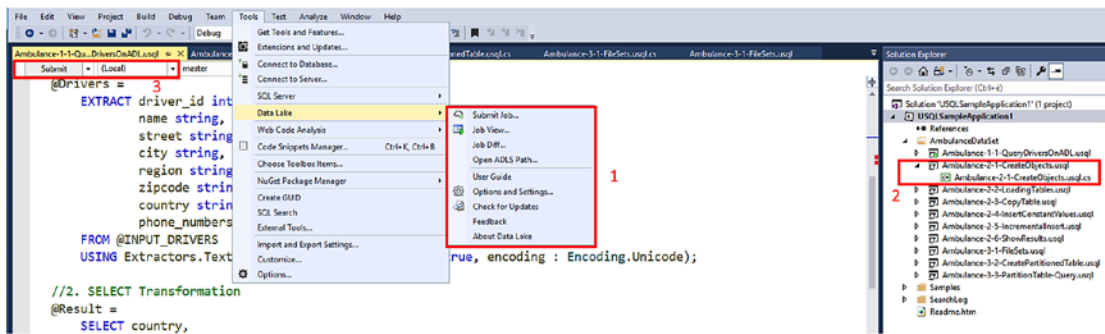 File Edit View Project Build Debug Team Tools Test Analyze Window Help
Debug
Ambulance-1-1-Qu...DriversOnADL.usql
Ambulance
nedTable.usql.cs
Ambulance-3-1-FileSets.usql.cs
Ambulance-3-1-FileSets.usql
Submit
(Local)
master
3
@Drivers =
EXTRACT driver_id int
name string,
street string
city string,
region string
zipcode strin
country strin
phone_numbers
FROM @INPUT_DRIVERS
USING Extractors.Text
rue, encoding : Encoding.Unicode);
//2. SELECT Transformation
@Result =
SELECT country,
Get Tools and Features...
Extensions and Updates...
Connect to Database...
Connect to Server...
SQL Server
Data Lake
Web Code Analysis
Code Snippets Manager... Ctrl+K, Ctrl+B
Choose Toolbox Items...
NuGet Package Manager
Create GUID
SQL Search
External Tools...
Import and Export Settings...
Customize...
Options...
Submit Job...
Job View...
Job Diff...
Open ADLS Path...
User Guide
Options and Settings...
Check for Updates
Feedback
About Data Lake
1
Solution Explorer
Search Solution Explorer (Ctrl+è)
Solution 'USQLSampleApplication1' (1 project)
USQLSampleApplication1
References
AmbulanceDataSet
Ambulance-1-1-QueryDriversOnADL.usql
Ambulance-2-1-CreateObjects.usql
Ambulance-2-1-CreateObjects.usql.cs
2
Ambulance-2-2-LoadingTables.usql
Ambulance-2-3-CopyTable.usql
Ambulance-2-4-InsertConstantValues.usql
Ambulance-2-5-IncrementalInsert.usql
Ambulance-2-6-ShowResults.usql
Ambulance-3-1-FileSets.usql
Ambulance-3-2-CreatePartitionedTable.usql
Ambulance-3-3-PartitionTable-Query.usql
Samples
SearchLog
Readme.htm